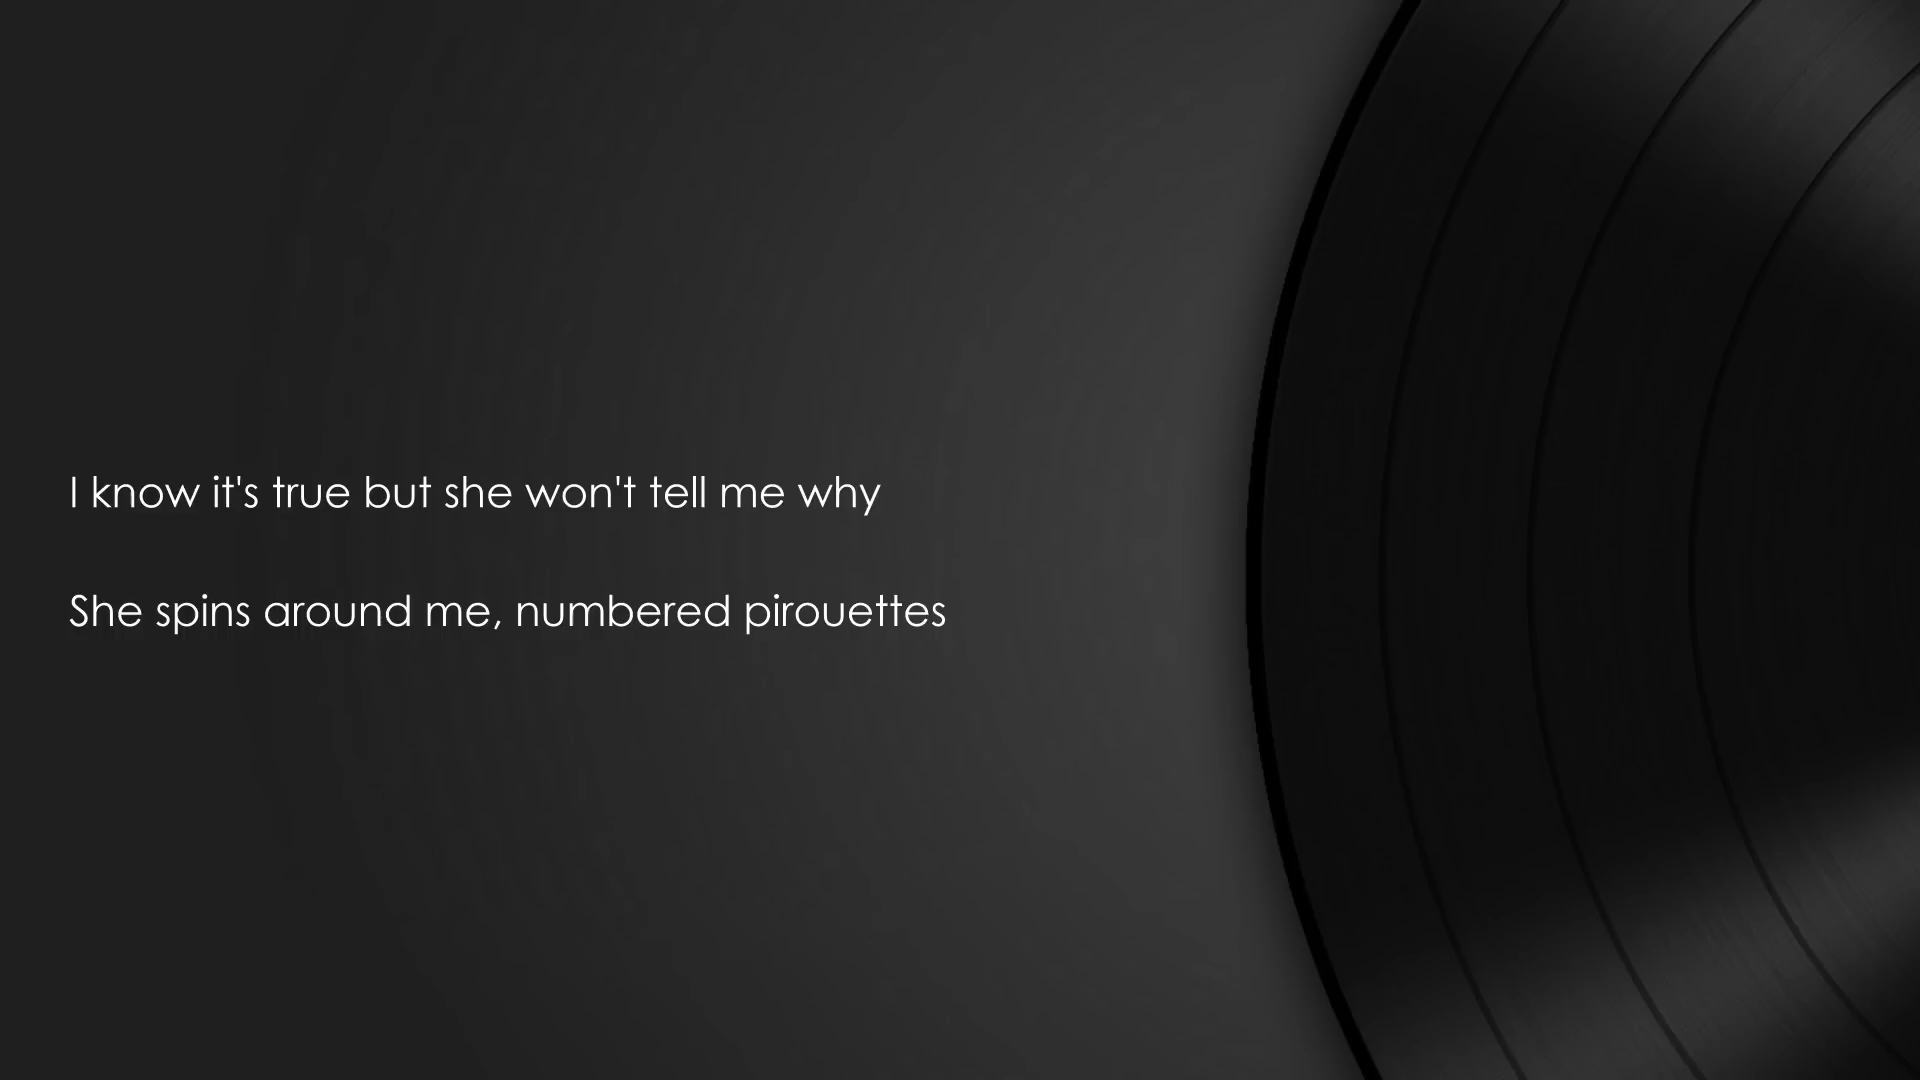 I know it's true but she won't tell me why
She spins around me, numbered pirouettes